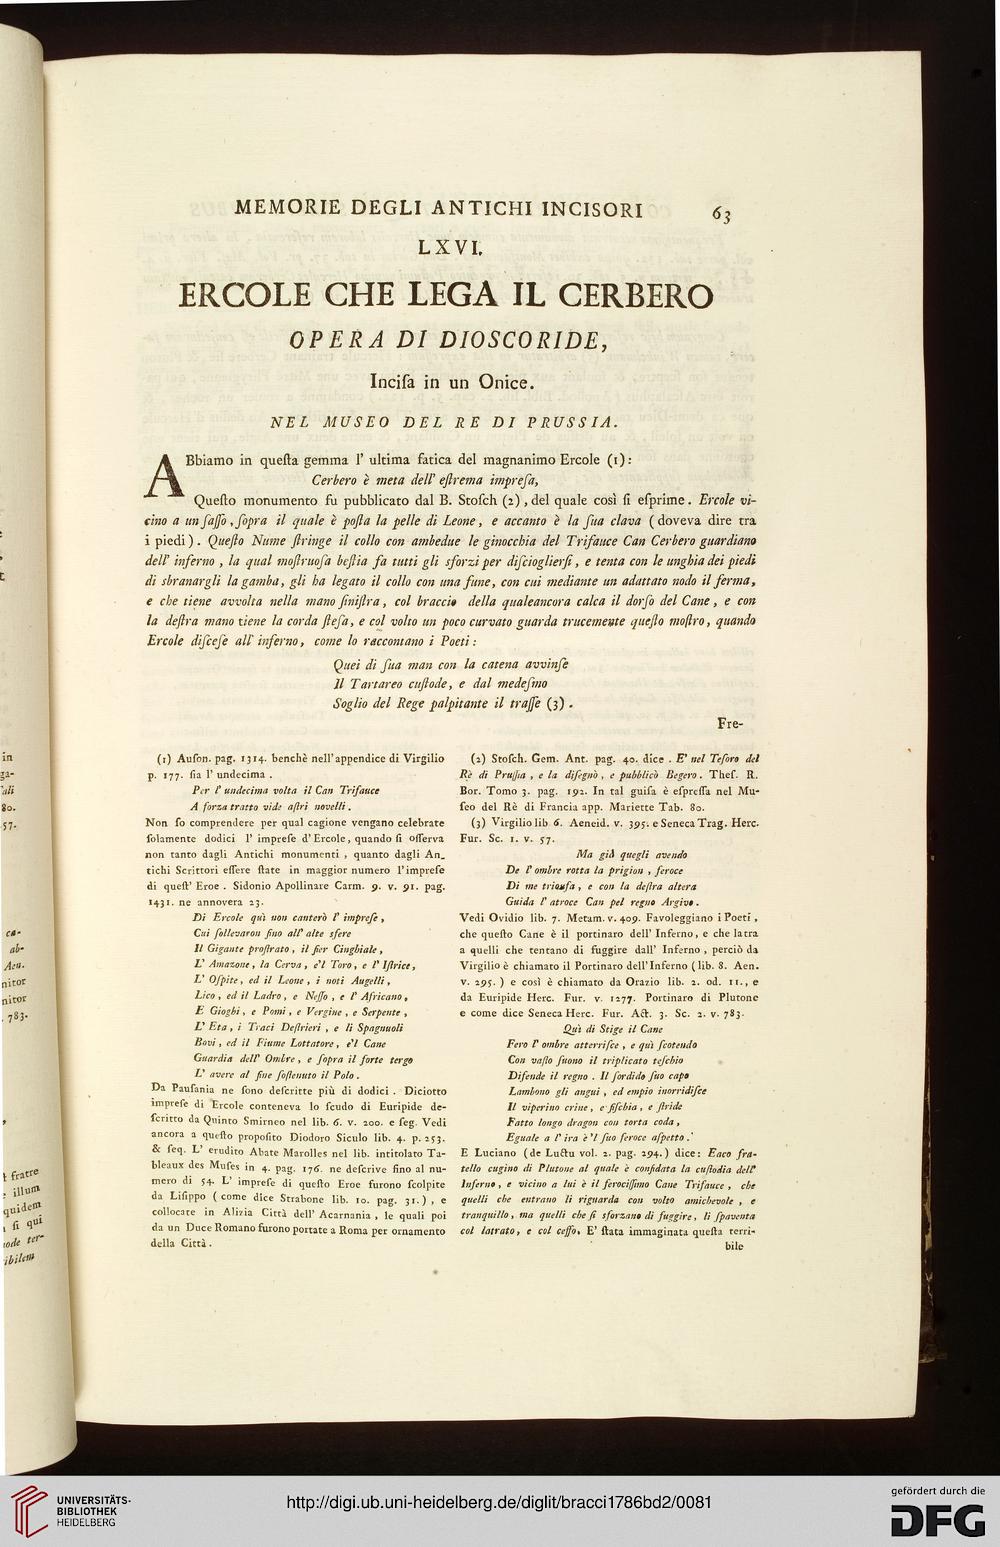 MEMORIE DEGLI ANTICHI INCISORI 63
LXVI.
ERCOLE CHE LEGA IL CERBERO
OPERA DI DIOSCORIDE,
Inciſa in un Onice.
NEL MUSEO DEL RE DI PRUSSIA.
ABbiamo in queſta gemma l' ultima fatica del magnanimo Ercole (1):
Cerbero è meta dell' eſtrema impreſa,
Queſto monumento fu pubblicato dal B. Stoſch (2), del quale così ſi eſprime. Ercole vi-
cino a un ſaſſo, ſopra il quale è poſta la pelle di Leone, e accanto è la ſua clava (doveva dire tra
i piedi). Queſto Nume ſtringe il collo con ambedue le ginocchia del Trifauce Can Cerbero guardiano
dell' inferno, la qual moſtruoſa beſtia fa tutti gli sforzi per diſcioglierſi, e tenta con le unghia dei piedi
di sbranargli la gamba, gli ha legato il collo con una fune, con cui mediante un adattato nodo il ferma,
e che tiene avvolta nella mano ſiniſtra, col braccio della qualeancora calca il dorſo del Cane, e con
la deſtra mano tiene la corda ſteſa, e col volto un poco curvato guarda trucemente queſto moſtro, quando
Ercole diſceſe all' inferno, come lo raccontano i Poeti:
Quei di ſua man con la catena avvinſe
Il Tartareo cuſtode, e dal medeſmo
Soglio del Rege palpitante il traſſe (3).
Fre-
(1) Auſon. pag. 1314. benchè nell'appendice di Virgilio
p. 177. ſia l' undecima.
Per l' undecima volta il Can Trifauce
A forza tratto vide aſtri novelli.
Non ſo comprendere per qual cagione vengano celebrate
ſolamente dodici l' impreſe d'Ercole, quando ſi oſſerva
non tanto dagli Antichi monumenti, quanto dagli An-
tichi Scrittori eſſere ſtate in maggior numero l'impreſe
di queſt' Eroe. Sidonio Apollinare Carm. 9. v. 91. pag.
1431. ne annovera 23.
Di Ercole quì non canterò l' impreſe,
Cui ſollevaron fino all' alte sfere
Il Gigante proſtrato, il fier Cinghiale,
L' Amazone, la Cerva, e'l Toro, e l' Iſtrice,
L' Oſpite, ed il Leone, i noti Augelli,
Lico, ed il Ladro, e Neſſo, e l' Africano,
E Gioghi, e Pomi, e Vergine, e Serpente,
L' Eta, i Traci Deſtrieri, e li Spagnuoli
Bovi, ed il Fiume Lottatore, e'l Cane
Guardia dell' Ombre, e ſopra il forte tergo
L' avere al fine ſoſtenuto il Polo.
Da Pauſania ne ſono deſcritte più di dodici. Diciotto
impreſe di Ercole conteneva lo ſcudo di Euripide de-
ſcritto da Quinto Smirneo nel lib. 6. v. 200. e ſeg. Vedi
ancora a queſto propoſito Diodoro Siculo lib. 4. p. 253.
& ſeq. L' erudito Abate Marolles nel lib. intitolato Ta-
bleaux des Muſes in 4. pag. 176. ne deſcrive fino al nu-
mero di 54. L' impreſe di queſto Eroe furono ſcolpite
da Liſippo (come dice Strabone lib. 10. pag. 31.), e
collocate in Alizia Città dell' Acarnania, le quali poi
da un Duce Romano furono portate a Roma per ornamento
della Città.
(2) Stoſch. Gem. Ant. pag. 40. dice. E' nel Teſoro del
Rè di Pruſſia, e la diſegnò, e pubblicò Begero. Theſ. R.
Bor. Tomo 3. pag. 192. In tal guiſa è eſpreſſa nel Mu-
ſeo del Rè di Francia app. Mariette Tab. 80.
(3) Virgilio lib 6. Aeneid. v. 395. e Seneca Trag. Herc.
Fur. Sc. 1. v. 57.
Ma già quegli avendo
De l' ombre rotta la prigion, feroce
Di me trionfa, e con la deſtra altera
Guida l' atroce Can pel regno Argivo.
Vedi Ovidio lib. 7. Metam. v. 409. Favoleggiano i Poeti,
che queſto Cane è il portinaro dell' Inferno, e che latra
a quelli che tentano di fuggire dall' Inferno, perciò da
Virgilio è chiamato il Portinaro dell'Inferno (lib. 8. Aen.
v. 295.) e così è chiamato da Orazio lib. 2. od. 11., e
da Euripide Herc. Fur. v. 1277. Portinaro di Plutone
e come dice Seneca Herc. Fur. Act. 3. Sc. 2. v. 783.
Quì di Stige il Cane
Fero l' ombre atterriſce, e quì ſcotendo
Con vaſto ſuono il triplicato teſchio
Difende il regno. Il ſordido ſuo capo
Lambono gli angui, ed empio inorridiſce
Il viperino crine, e fiſchia, e ſtride
Fatto longo dragon con torta coda,
Eguale a l' ira è 'l ſuo feroce aſpetto.
E Luciano (de Luctu vol. 2. pag. 294.) dice: Eaco fra-
tello cugino di Plutone al quale è confidata la cuſtodia dell'
Inferno, e vicino a lui è il ferociſſimo Cane Trifauce, che
quelli che entrano li riguarda con volto amichevole, e
tranquillo, ma quelli che ſi sforzano di fuggire, li ſpaventa
col latrato, e col ceffo. E' ſtata immaginata queſta terri-
bile
UNIVERSITÄTS-
BIBLIOTHEK
HEIDELBERG
http://digi.ub.uni-heidelberg.de/diglit/bracci1786bd2/0081
gefördert durch die
DFG